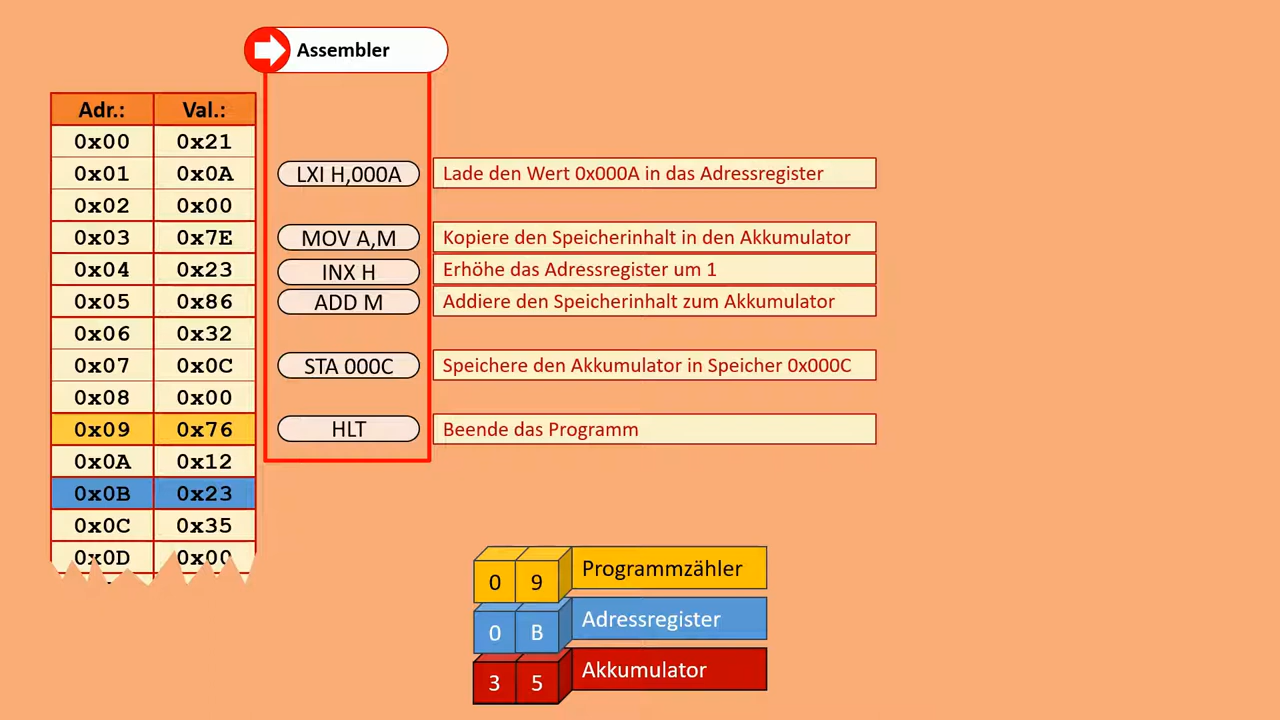 Assembler
Adr.: Val.:
0x00 0x21
0x01 0x0A LXI H,000A Lade den Wert 0x000A in das Adressregister
0x02 0x00
0x03 0x7E MOV A,M Kopiere den Speicherinhalt in den Akkumulator
0x04 0x23 INX H Erhöhe das Adressregister um 1
0x05 0x86 ADD M Addiere den Speicherinhalt zum Akkumulator
0x06 0x32
0x07 0x0C STA 000C Speichere den Akkumulator in Speicher 0x000C
0x08 0x00
0x09 0x76 HLT Beende das Programm
0x0A 0x12
0x0B 0x23
0x0C 0x35
0x0D 0x00
0 9 Programmzähler
0 B Adressregister
3 5 Akkumulator